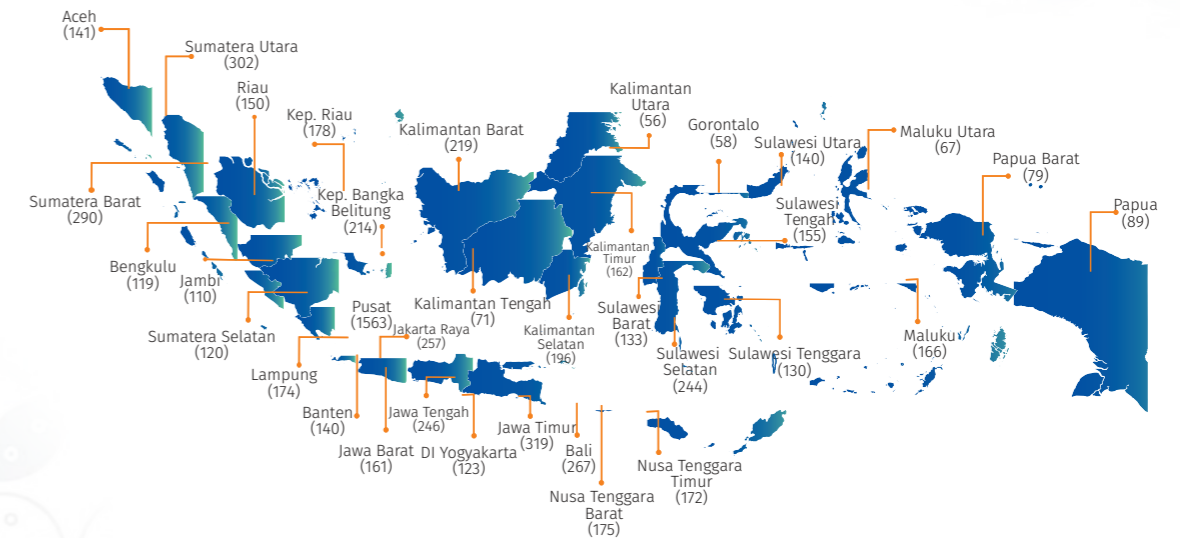 Aceh
(141)
Sumatera Utara
(302)
Riau
(150)
Kep. Riau
(178)
Kalimantan Barat
(219)
Kalimantan
Utara
(56)
Gorontalo
(58)
Sulawesi Utara
(140)
Maluku Utara
(67)
Papua Barat
(79)
Papua
(89)
Sumatera Barat
(290)
Kep. Bangka
Belitung
(214)
Sulawesi
Tengah
(155)
Kalimantan
Timur
(162)
Bengkulu
(119)
Jambi
(110)
Sumatera Selatan
(120)
Lampung
(174)
Pusat
(1563)
Jakarta Raya
(257)
Kalimantan Tengah
(71)
Kalimantan
Selatan
(196)
Sulawesi
Barat
(133)
Sulawesi
Selatan
(244)
Sulawesi Tenggara
(130)
Maluku
(166)
Banten
(140)
Jawa Barat
(161)
Jawa Tengah
(246)
DI Yogyakarta
(123)
Jawa Timur
(319)
Bali
(267)
Nusa Tenggara
Barat
(175)
Nusa Tenggara
Timur
(172)